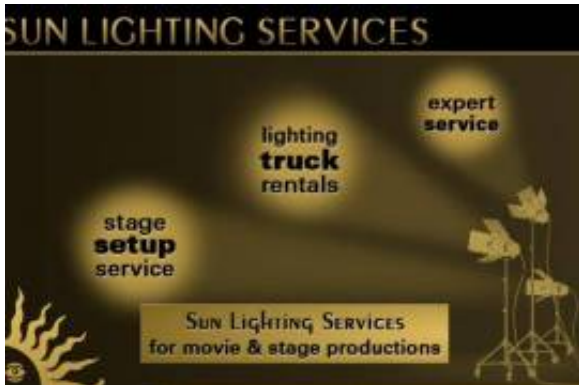 SUN LIGHTING SERVICES
expert
service
lighting
truck
rentals
stage
setup
service
SUN LIGHTING SERVICES
for movie & stage productions